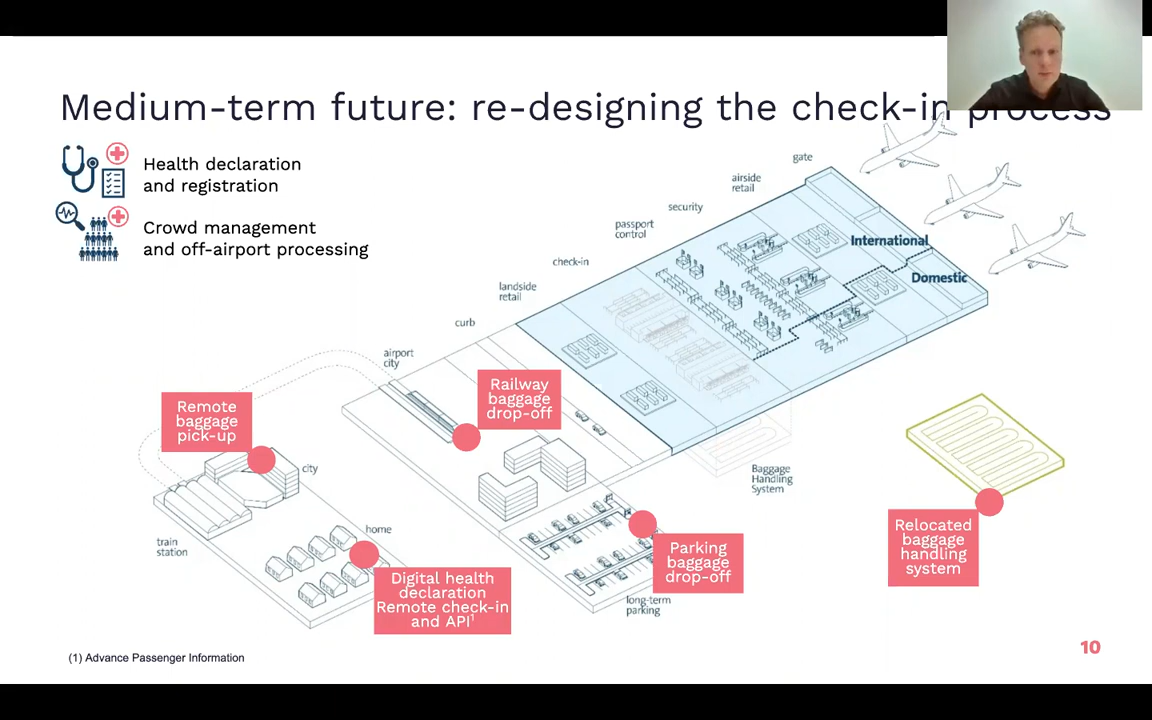 Medium-term future: re-designing the check-in process
Health declaration
and registration
Crowd management
and off-airport processing
gate
airside
retail
security
passport
control
check-in
landside
retail
curb
airport
city
International
Domestic
Railway
baggage
drop-off
Remote
baggage
pick-up
city
train
station
home
Digital health
declaration
Remote check-in
and API¹
Baggage
Handling
System
Parking
baggage
drop-off
long-term
parking
Relocated
baggage
handling
system
(1) Advance Passenger Information
10